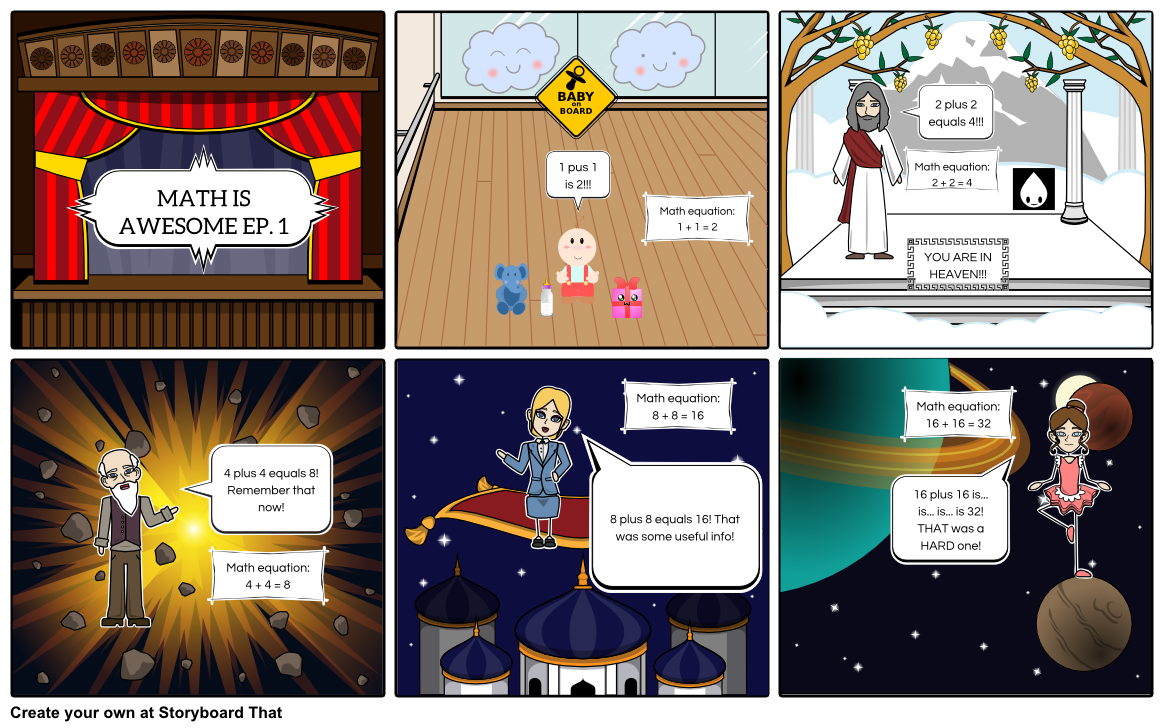 MATH IS
AWESOME EP. 1
BABY
on
BOARD
1 pus 1
is 2!!!
Math equation:
1 + 1 = 2
2 plus 2
equals 4!!!
Math equation:
2 + 2 = 4
YOU ARE IN
HEAVEN!!!
4 plus 4 equals 8!
Remember that
now!
Math equation:
4 + 4 = 8
Math equation:
8 + 8 = 16
8 plus 8 equals 16! That
was some useful info!
Math equation:
16 + 16 = 32
16 plus 16 is...
is... is... is 32!
THAT was a
HARD one!
Create your own at Storyboard That